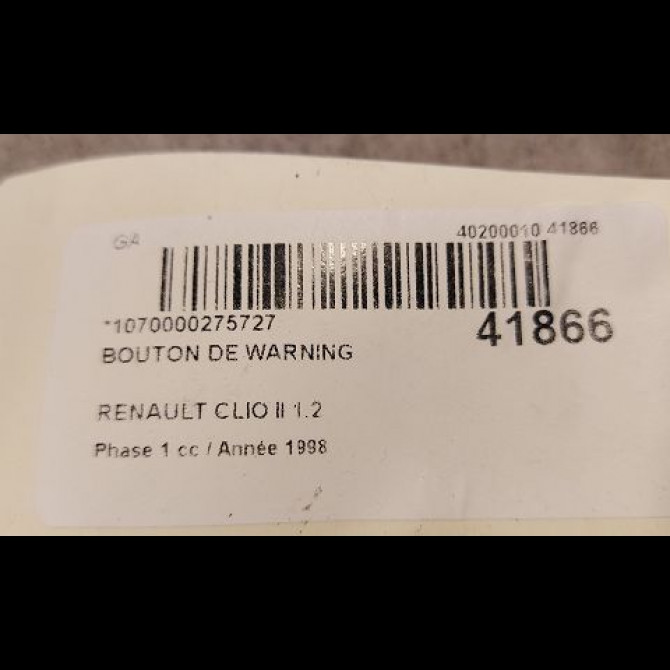 GA
40200010 41866
*1070000275727
41866
BOUTON DE WARNING
RENAULT CLIO II 1.2
Phase 1 cc / Année 1998